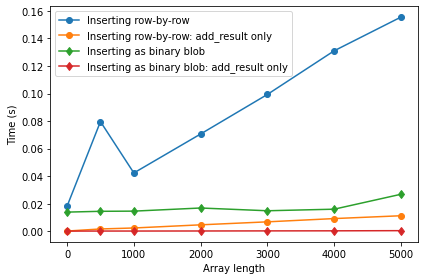 Inserting row-by-row
Inserting row-by-row: add_result only
Inserting as binary blob
Inserting as binary blob: add_result only
0.16
0.14
0.12
0.10
0.08
0.06
0.04
0.02
0.00
Time (s)
0 1000 2000 3000 4000 5000
Array length